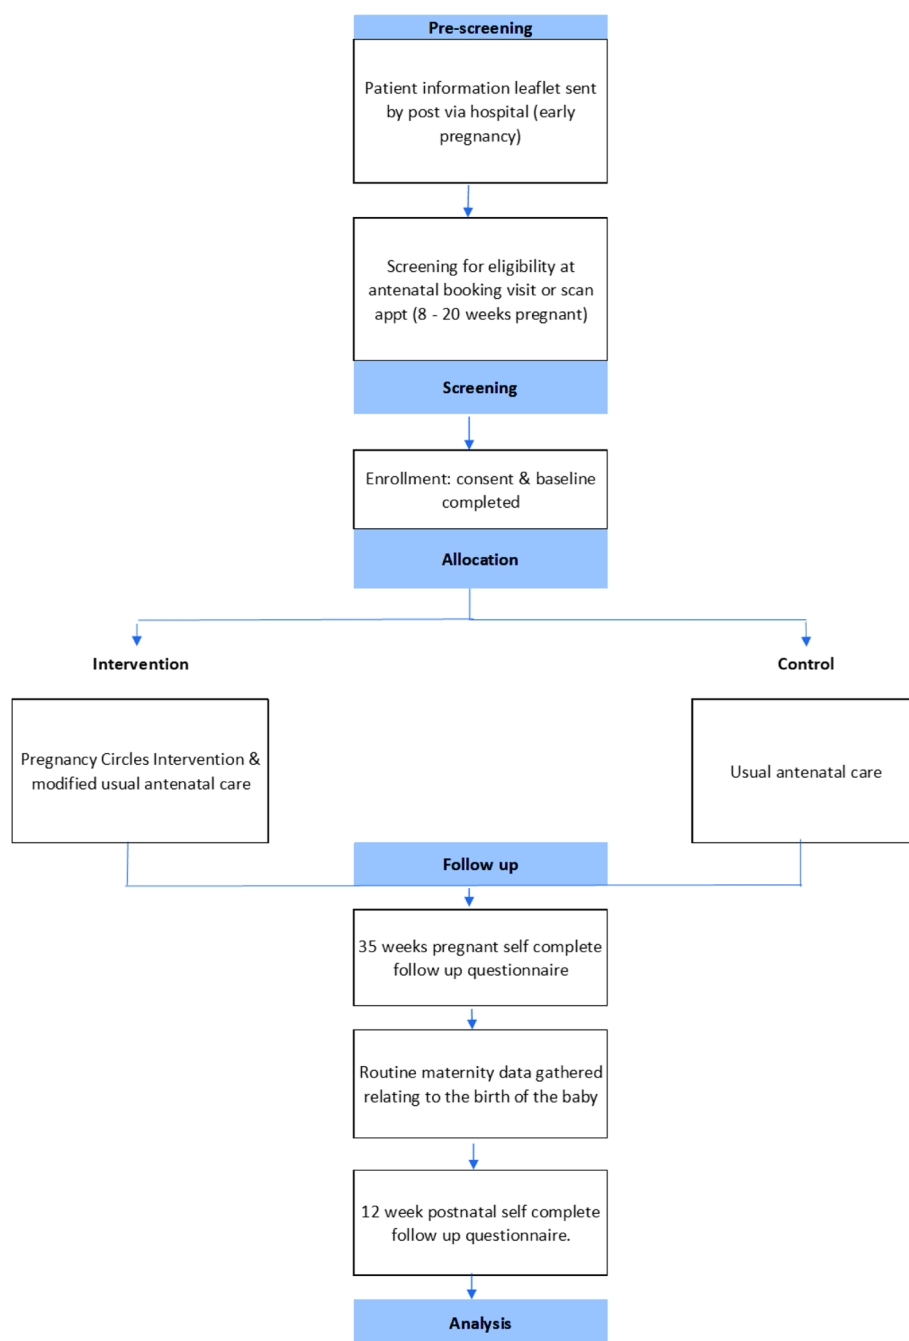 Pre-screening
Patient information leaflet sent
by post via hospital (early
pregnancy)
Screening for eligibility at
antenatal booking visit or scan
appt (8 - 20 weeks pregnant)
Screening
Enrollment: consent & baseline
completed
Allocation
Intervention
Control
Pregnancy Circles Intervention &
modified usual antenatal care
Usual antenatal care
Follow up
35 weeks pregnant self complete
follow up questionnaire
Routine maternity data gathered
relating to the birth of the baby
12 week postnatal self complete
follow up questionnaire.
Analysis